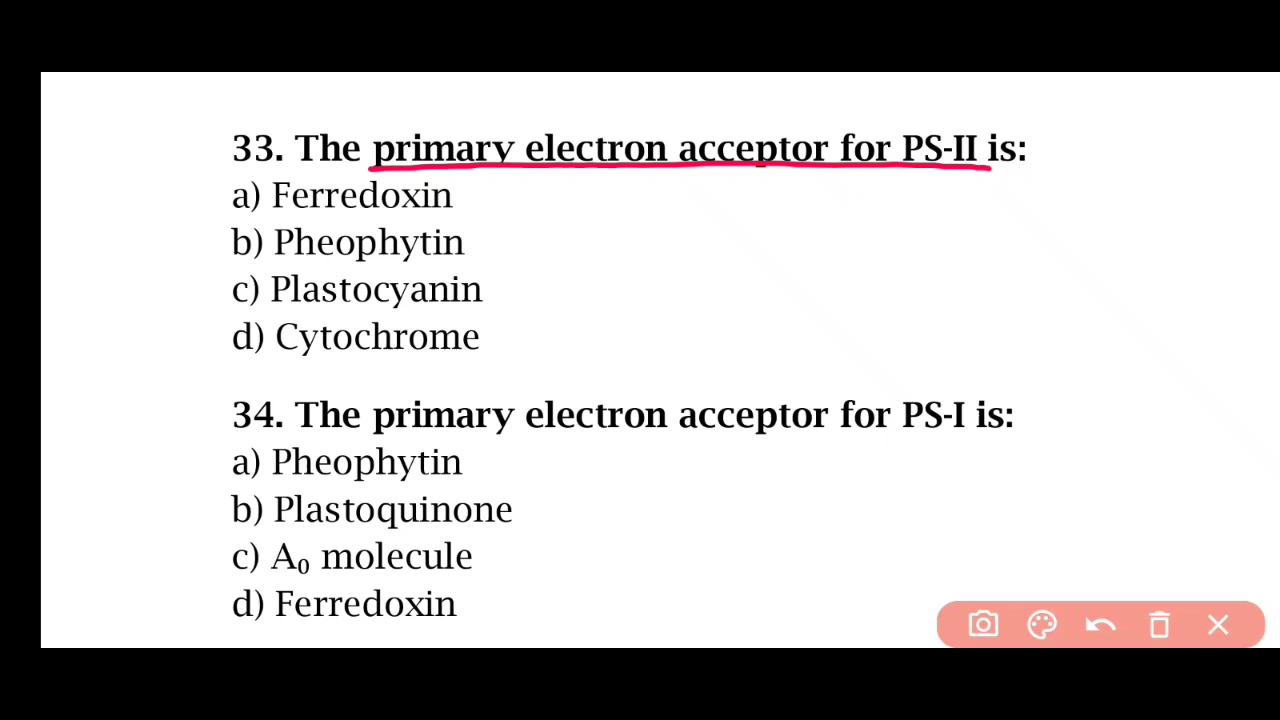 33. The primary electron acceptor for PS-II is:
a) Ferredoxin
b) Pheophytin
c) Plastocyanin
d) Cytochrome
34. The primary electron acceptor for PS-I is:
a) Pheophytin
b) Plastoquinone
c) A₀ molecule
d) Ferredoxin